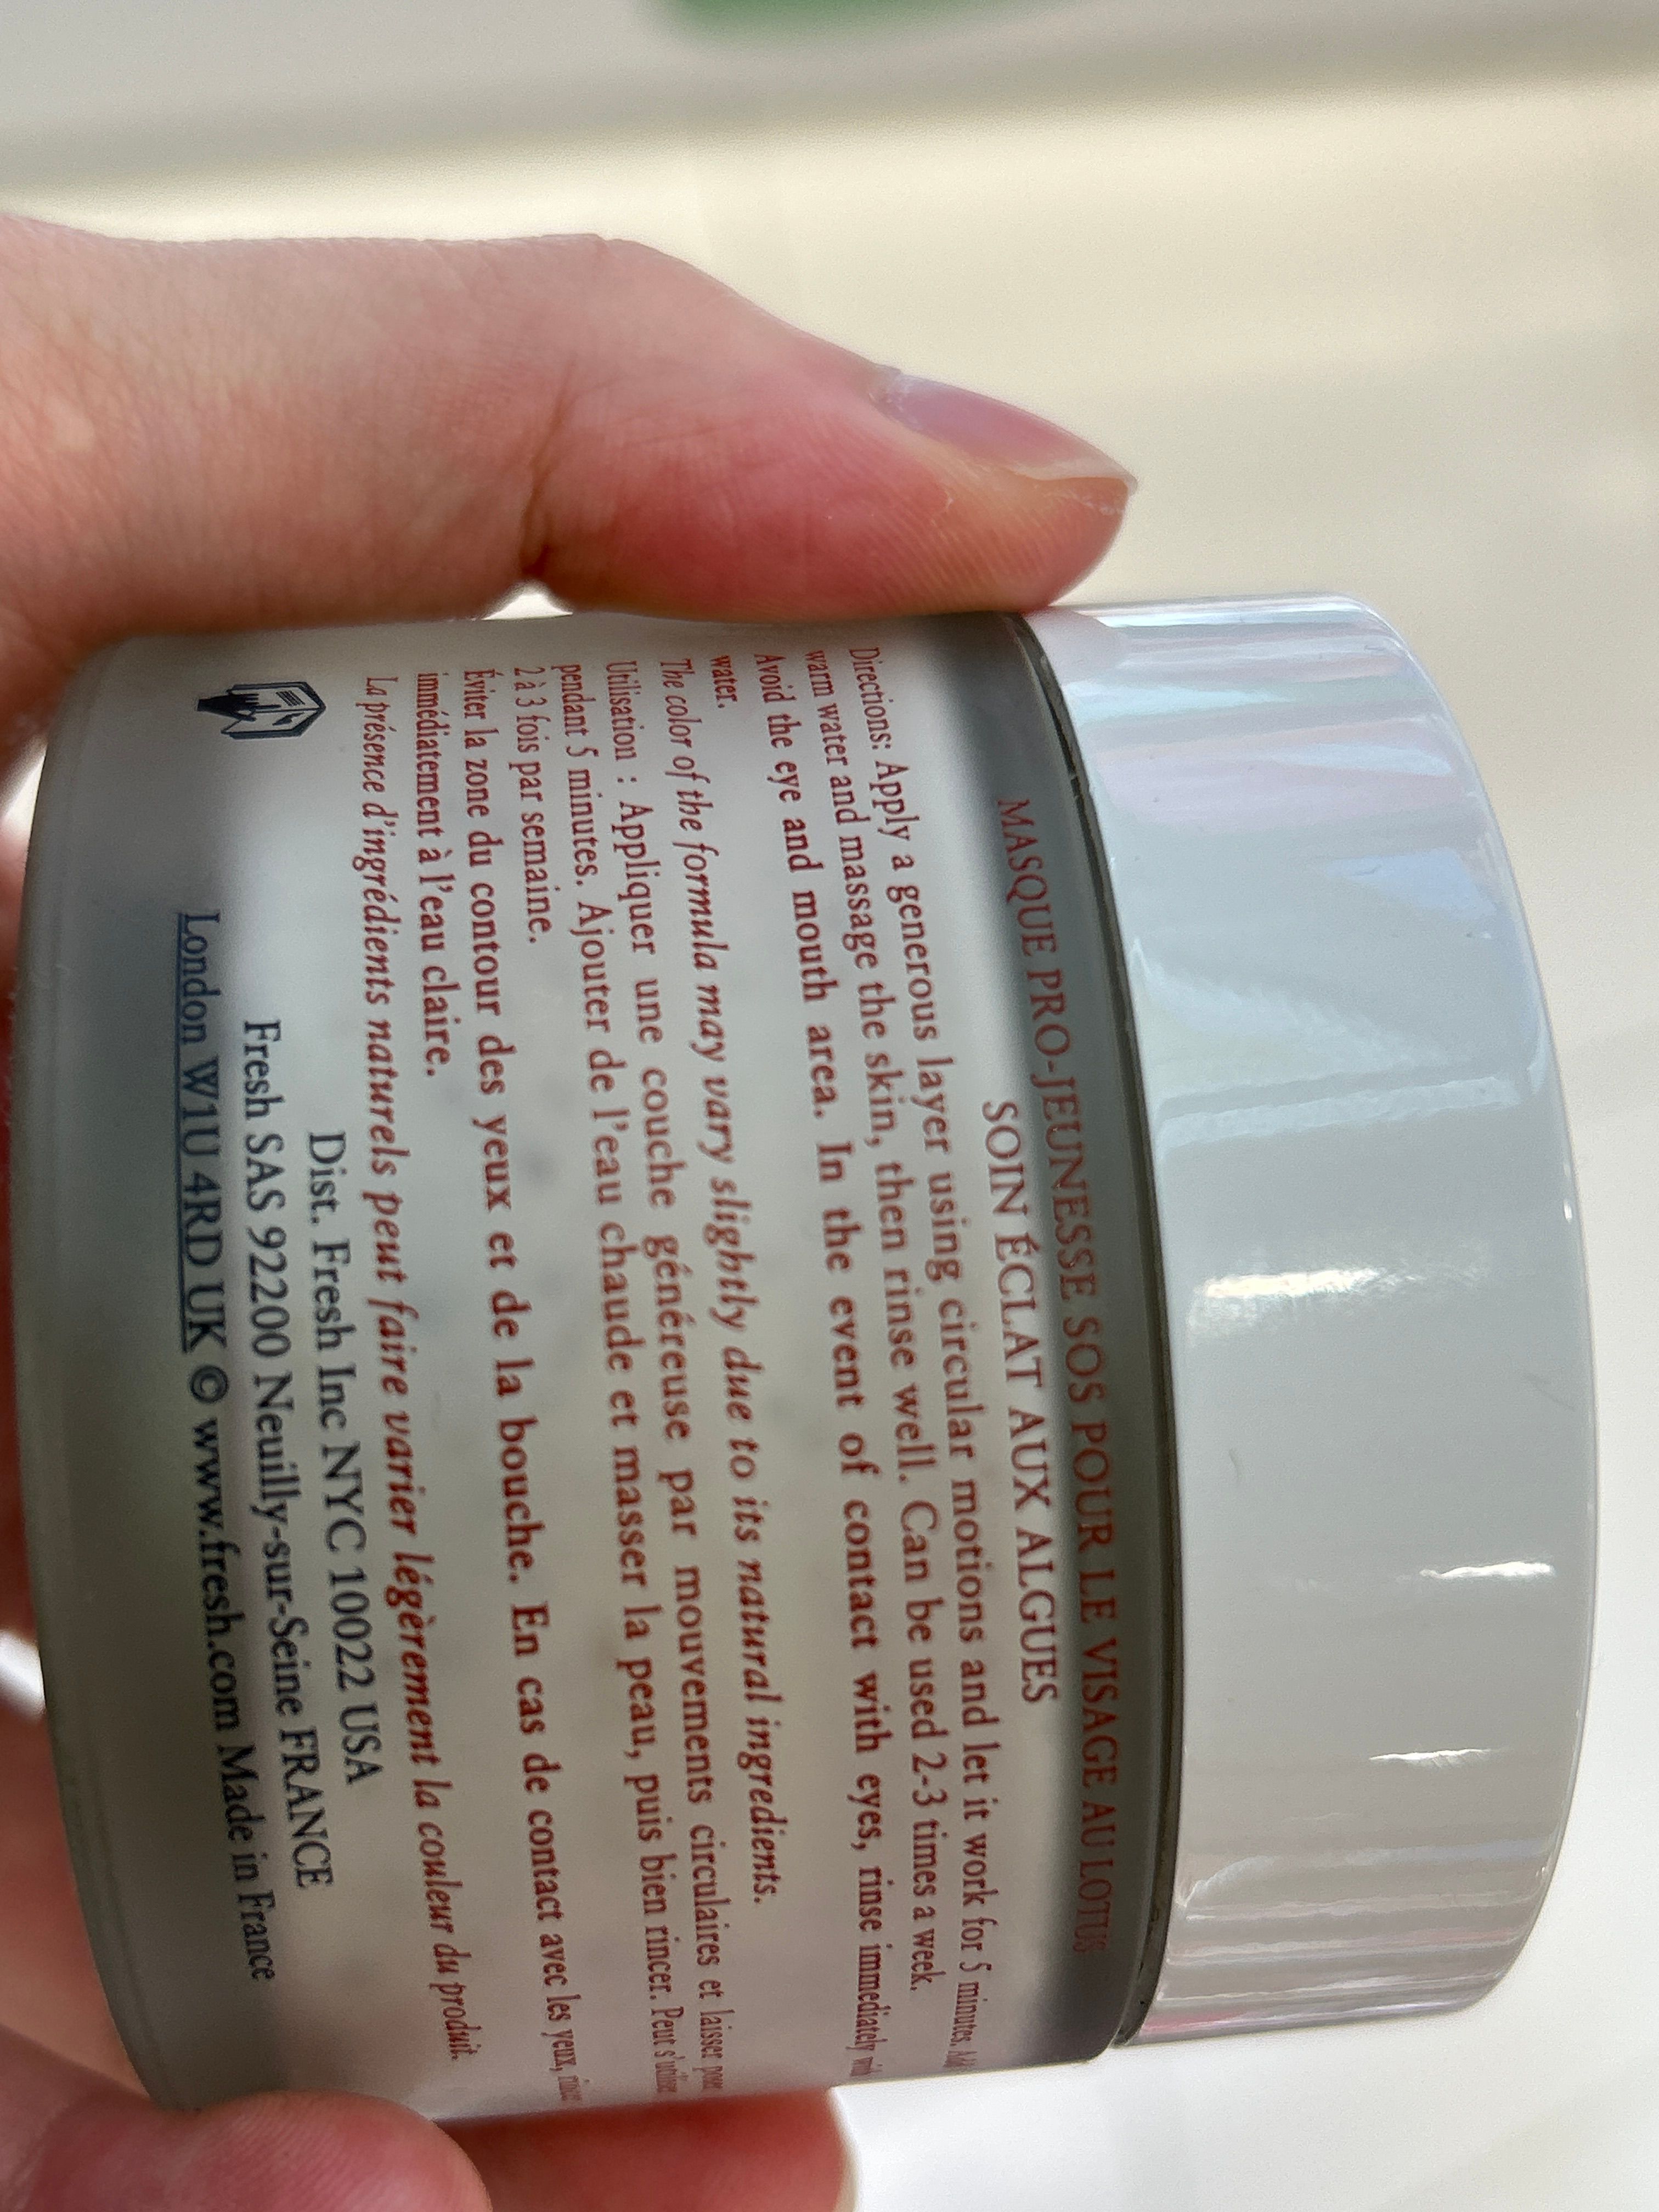 MASQUE PRO-JEUNESSE SOS POUR LE VISAGE AU LOTUS
SOIN ÉCLAT AUX ALGUES
Directions: Apply a generous layer using circular motions and let it work for 5 minutes. Add
warm water and massage the skin, then rinse well. Can be used 2-3 times a week.
Avoid the eye and mouth area. In the event of contact with eyes, rinse immediately with
water.
The color of the formula may vary slightly due to its natural ingredients.
Utilisation : Appliquer une couche généreuse par mouvements circulaires et laisser poser
pendant 5 minutes. Ajouter de l'eau chaude et masser la peau, puis bien rincer. Peut s'utiliser
2 à 3 fois par semaine.
Éviter la zone du contour des yeux et de la bouche. En cas de contact avec les yeux, rincer
immédiatement à l'eau claire.
La présence d'ingrédients naturels peut faire varier légèrement la couleur du produit.
Dist. Fresh Inc NYC 10022 USA
Fresh SAS 92200 Neuilly-sur-Seine FRANCE
London W1U 4RD UK © www.fresh.com Made in France